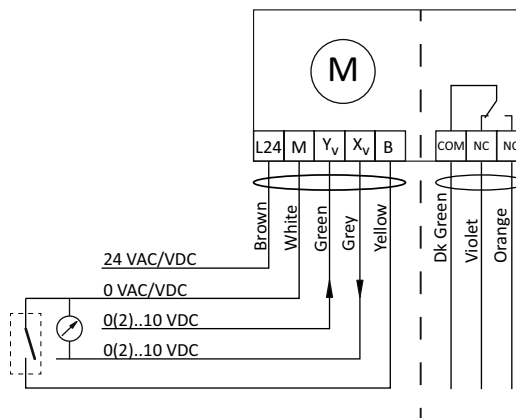 M
L24 M Yv Xv B COM NC NO
Brown White Green Grey Yellow Dk Green Violet Orange
24 VAC/VDC
0 VAC/VDC
0(2)..10 VDC
0(2)..10 VDC